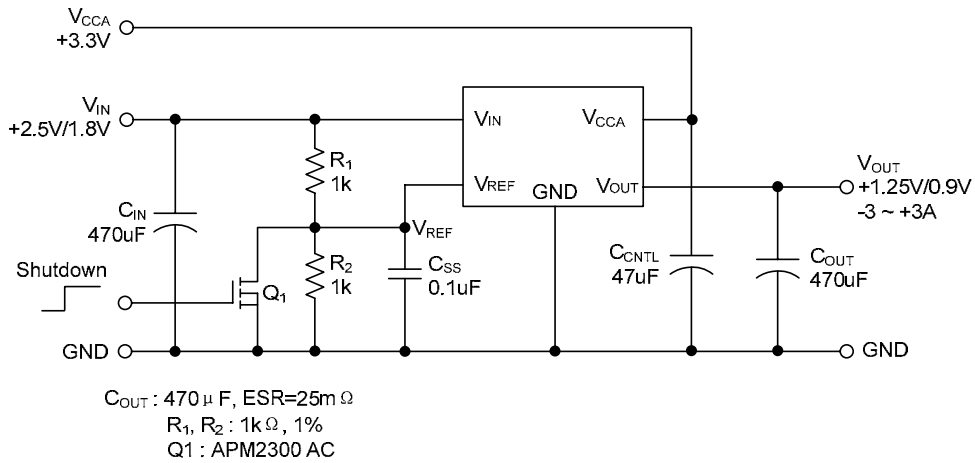 VCCA
+3.3V
VIN
+2.5V/1.8V
VIN
VCCA
R1
1k
VREF
GND
VOUT
VOUT
+1.25V/0.9V
-3 ~ +3A
CIN
470uF
VREF
Shutdown
Q1
R2
1k
CSS
0.1uF
CCNTL
47uF
COUT
470uF
GND
GND
COUT : 470μF, ESR=25mΩ
R1, R2 : 1kΩ, 1%
Q1 : APM2300 AC